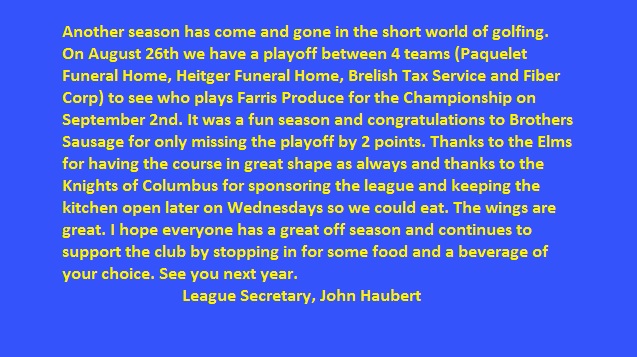 Another season has come and gone in the short world of golfing.
On August 26th we have a playoff between 4 teams (Paquelet
Funeral Home, Heitger Funeral Home, Brelish Tax Service and Fiber
Corp) to see who plays Farris Produce for the Championship on
September 2nd. It was a fun season and congratulations to Brothers
Sausage for only missing the playoff by 2 points. Thanks to the Elms
for having the course in great shape as always and thanks to the
Knights of Columbus for sponsoring the league and keeping the
kitchen open later on Wednesdays so we could eat. The wings are
great. I hope everyone has a great off season and continues to
support the club by stopping in for some food and a beverage of
your choice. See you next year.
League Secretary, John Haubert